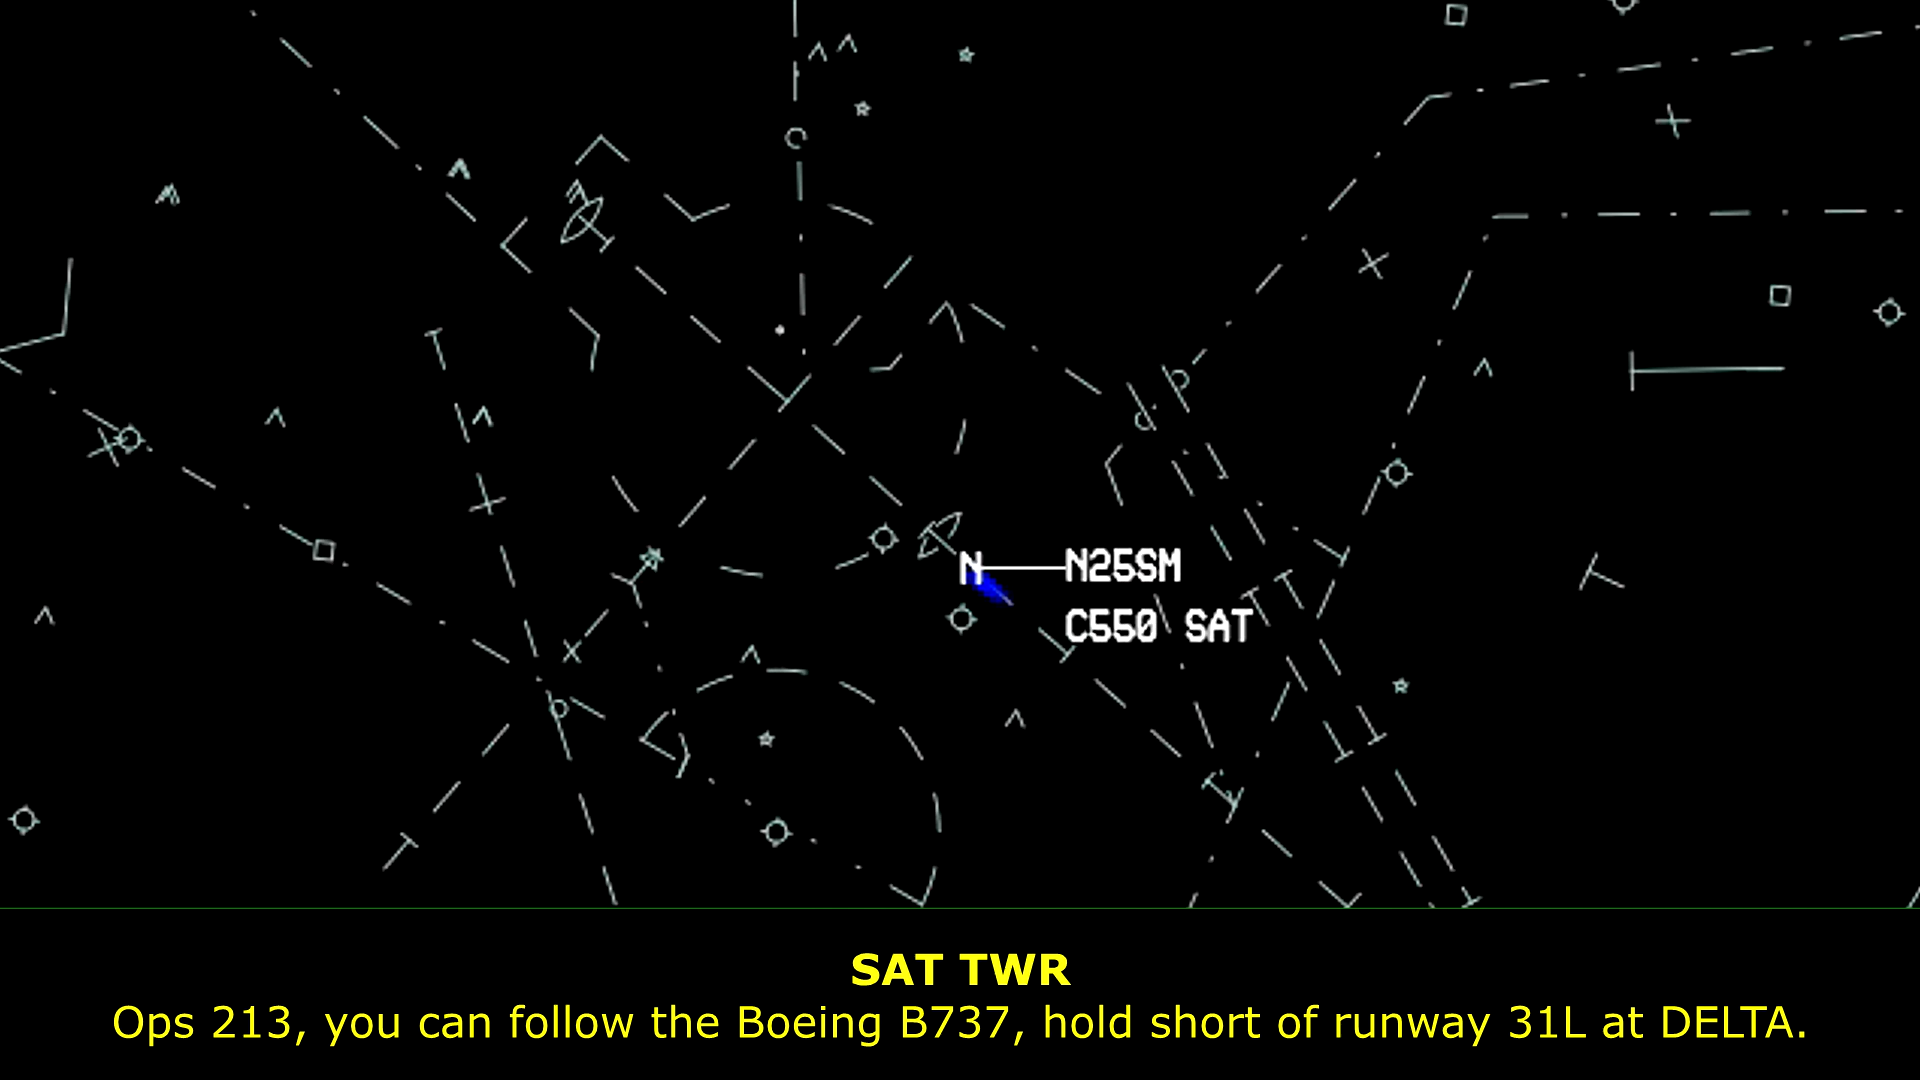 N N25SM
C550 SAT
SAT TWR
Ops 213, you can follow the Boeing B737, hold short of runway 31L at DELTA.